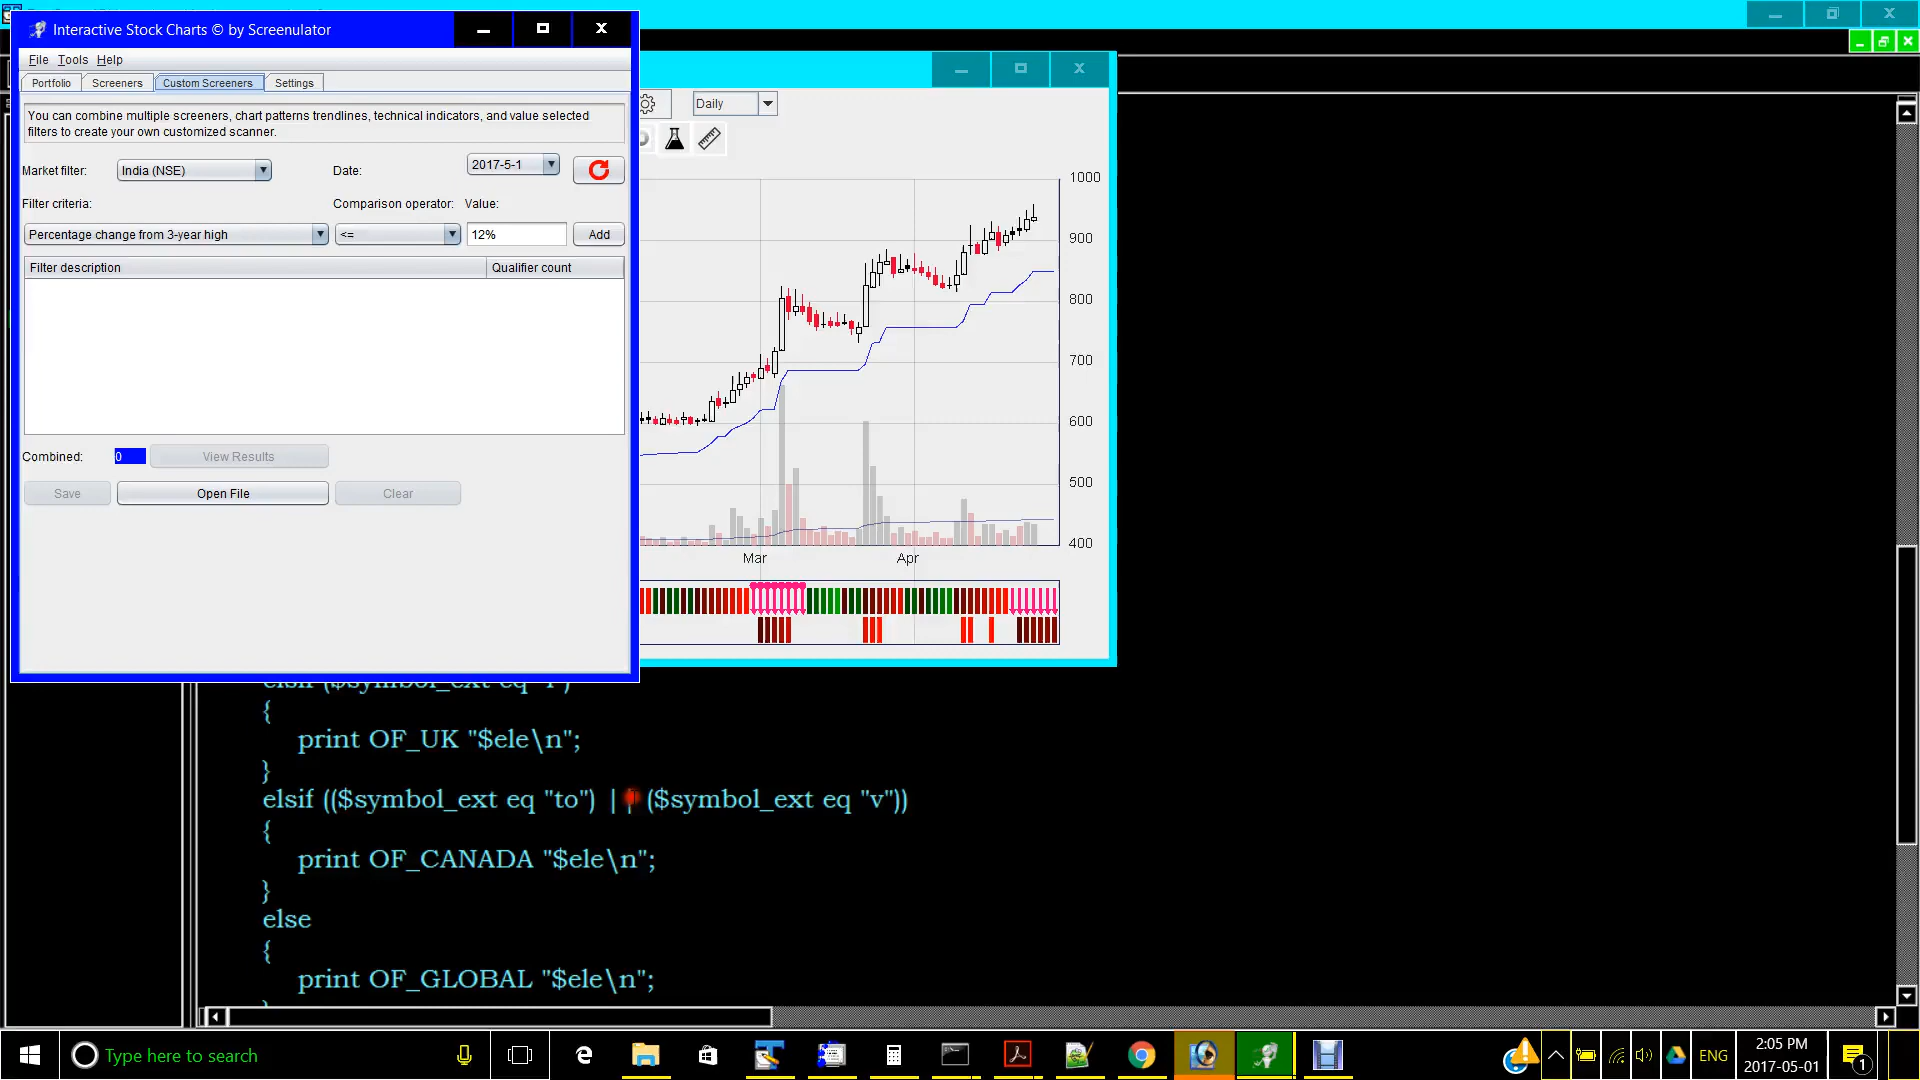 Interactive Stock Charts © by Screenulator
File Tools Help
Portfolio Screeners Custom Screeners Settings
You can combine multiple screeners, chart patterns trendlines, technical indicators, and value selected
filters to create your own customized scanner.
Market filter: India (NSE) Date: 2017-5-1
Filter criteria: Comparison operator: Value:
Percentage change from 3-year high <= 12% Add
Filter description Qualifier count
Combined: 0 View Results
Save Open File Clear
Daily
1000
900
800
700
600
500
400
Mar Apr
{
print OF_UK "$ele\n";
}
elsif (($symbol_ext eq "to") || ($symbol_ext eq "v"))
{
print OF_CANADA "$ele\n";
}
else
{
print OF_GLOBAL "$ele\n";
Type here to search
ENG
2:05 PM
2017-05-01
1